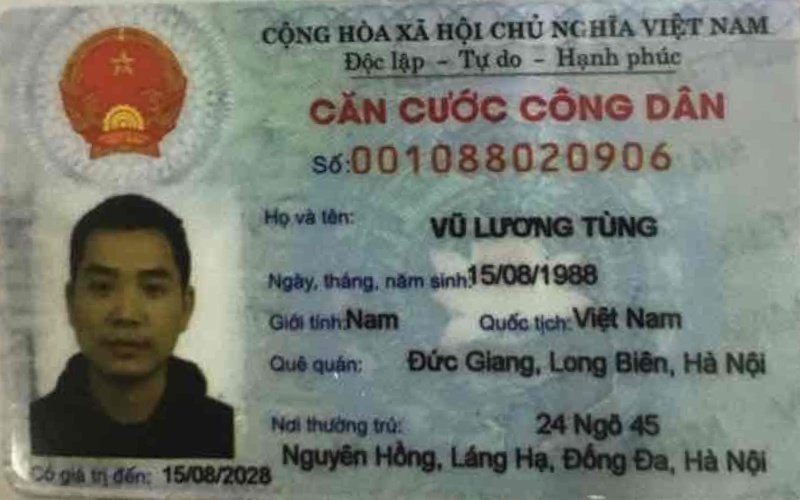 CỘNG HÒA XÃ HỘI CHỦ NGHĨA VIỆT NAM
Độc lập - Tự do - Hạnh phúc
CĂN CƯỚC CÔNG DÂN
Số: 001088020906
Họ và tên: VŨ LƯƠNG TÙNG
Ngày, tháng, năm sinh: 15/08/1988
Giới tính: Nam Quốc tịch: Việt Nam
Quê quán: Đức Giang, Long Biên, Hà Nội
Nơi thường trú: 24 Ngõ 45
Nguyên Hồng, Láng Hạ, Đống Đa, Hà Nội
Có giá trị đến: 15/08/2028